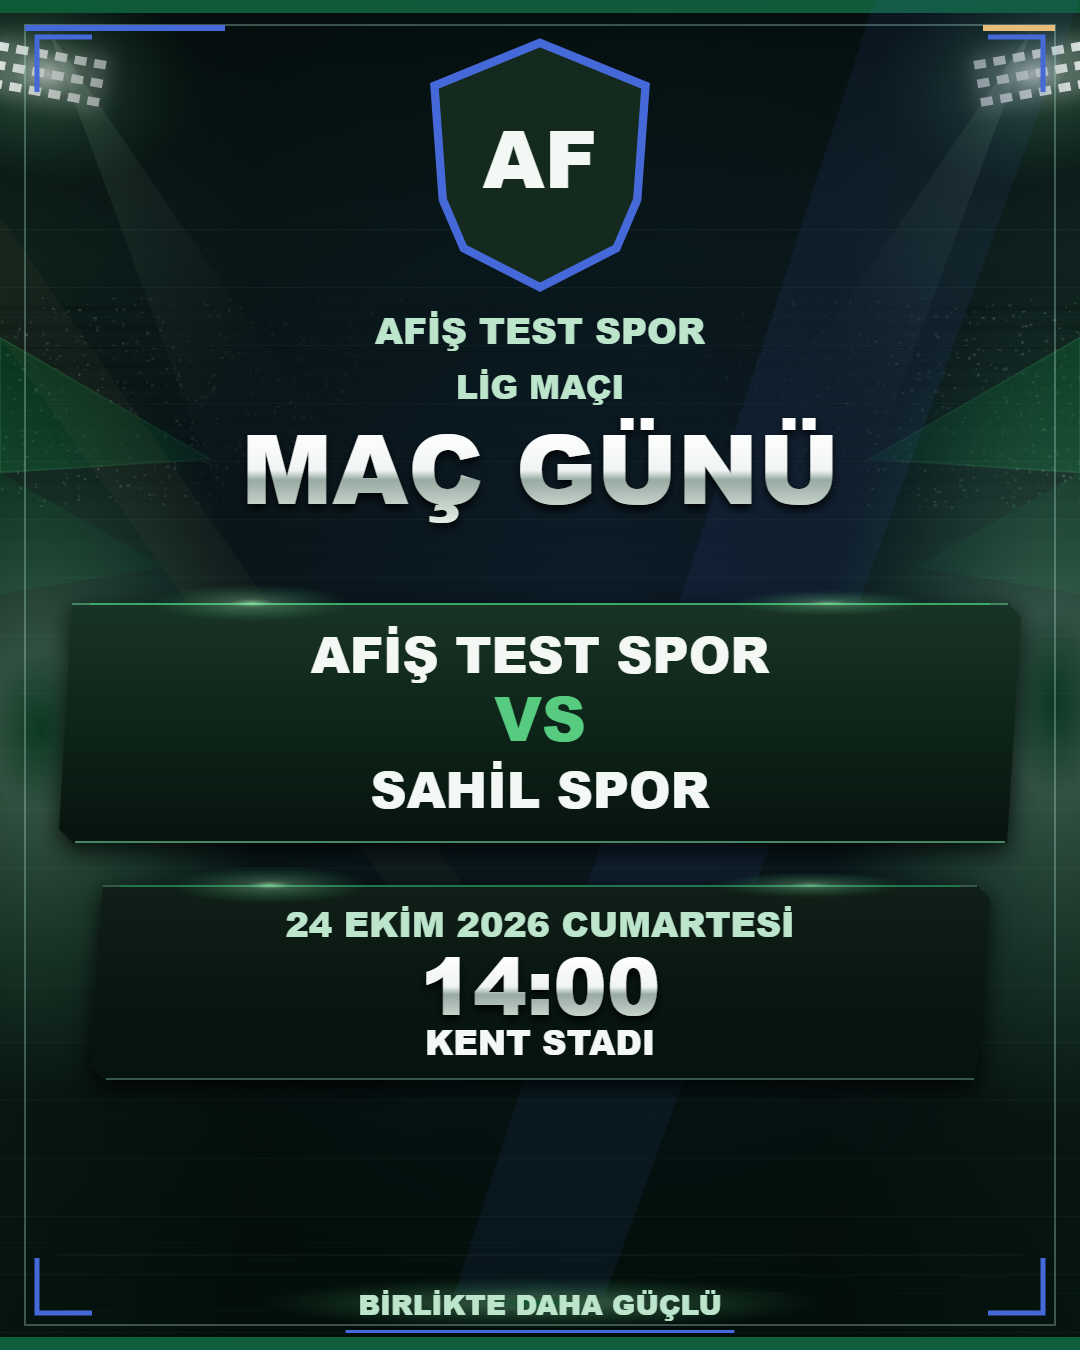 AF
AFİŞ TEST SPOR
LİG MAÇI
MAÇ GÜNÜ
AFİŞ TEST SPOR
VS
SAHİL SPOR
24 EKİM 2026 CUMARTESİ
14:00
KENT STADI
BİRLİKTE DAHA GÜÇLÜ